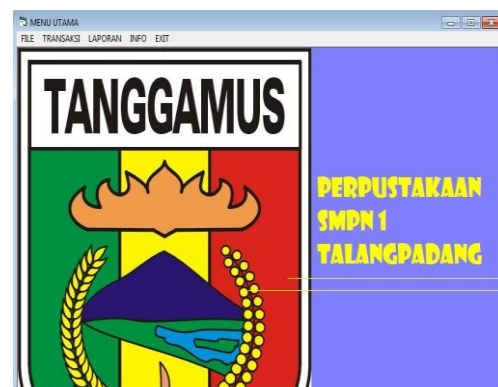 MENU UTAMA
FILE TRANSAKSI LAPORAN INFO EXIT
TANGGAMUS
PERPUSTAKAAN
SMPN 1
TALANGPADANG